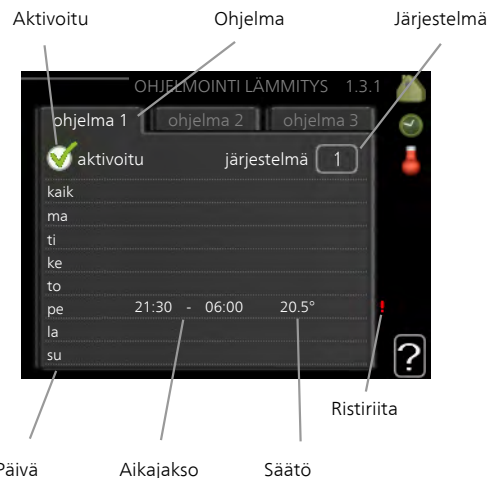 Aktivoitu Ohjelma Järjestelmä
OHJELMOINTI LÄMMITYS 1.3.1
ohjelma 1 ohjelma 2 ohjelma 3
aktivoitu järjestelmä 1
kaik
ma
ti
ke
to
pe 21:30 - 06:00 20.5° !
la
su
?
Ristiriita
Päivä Aikajakso Säätö